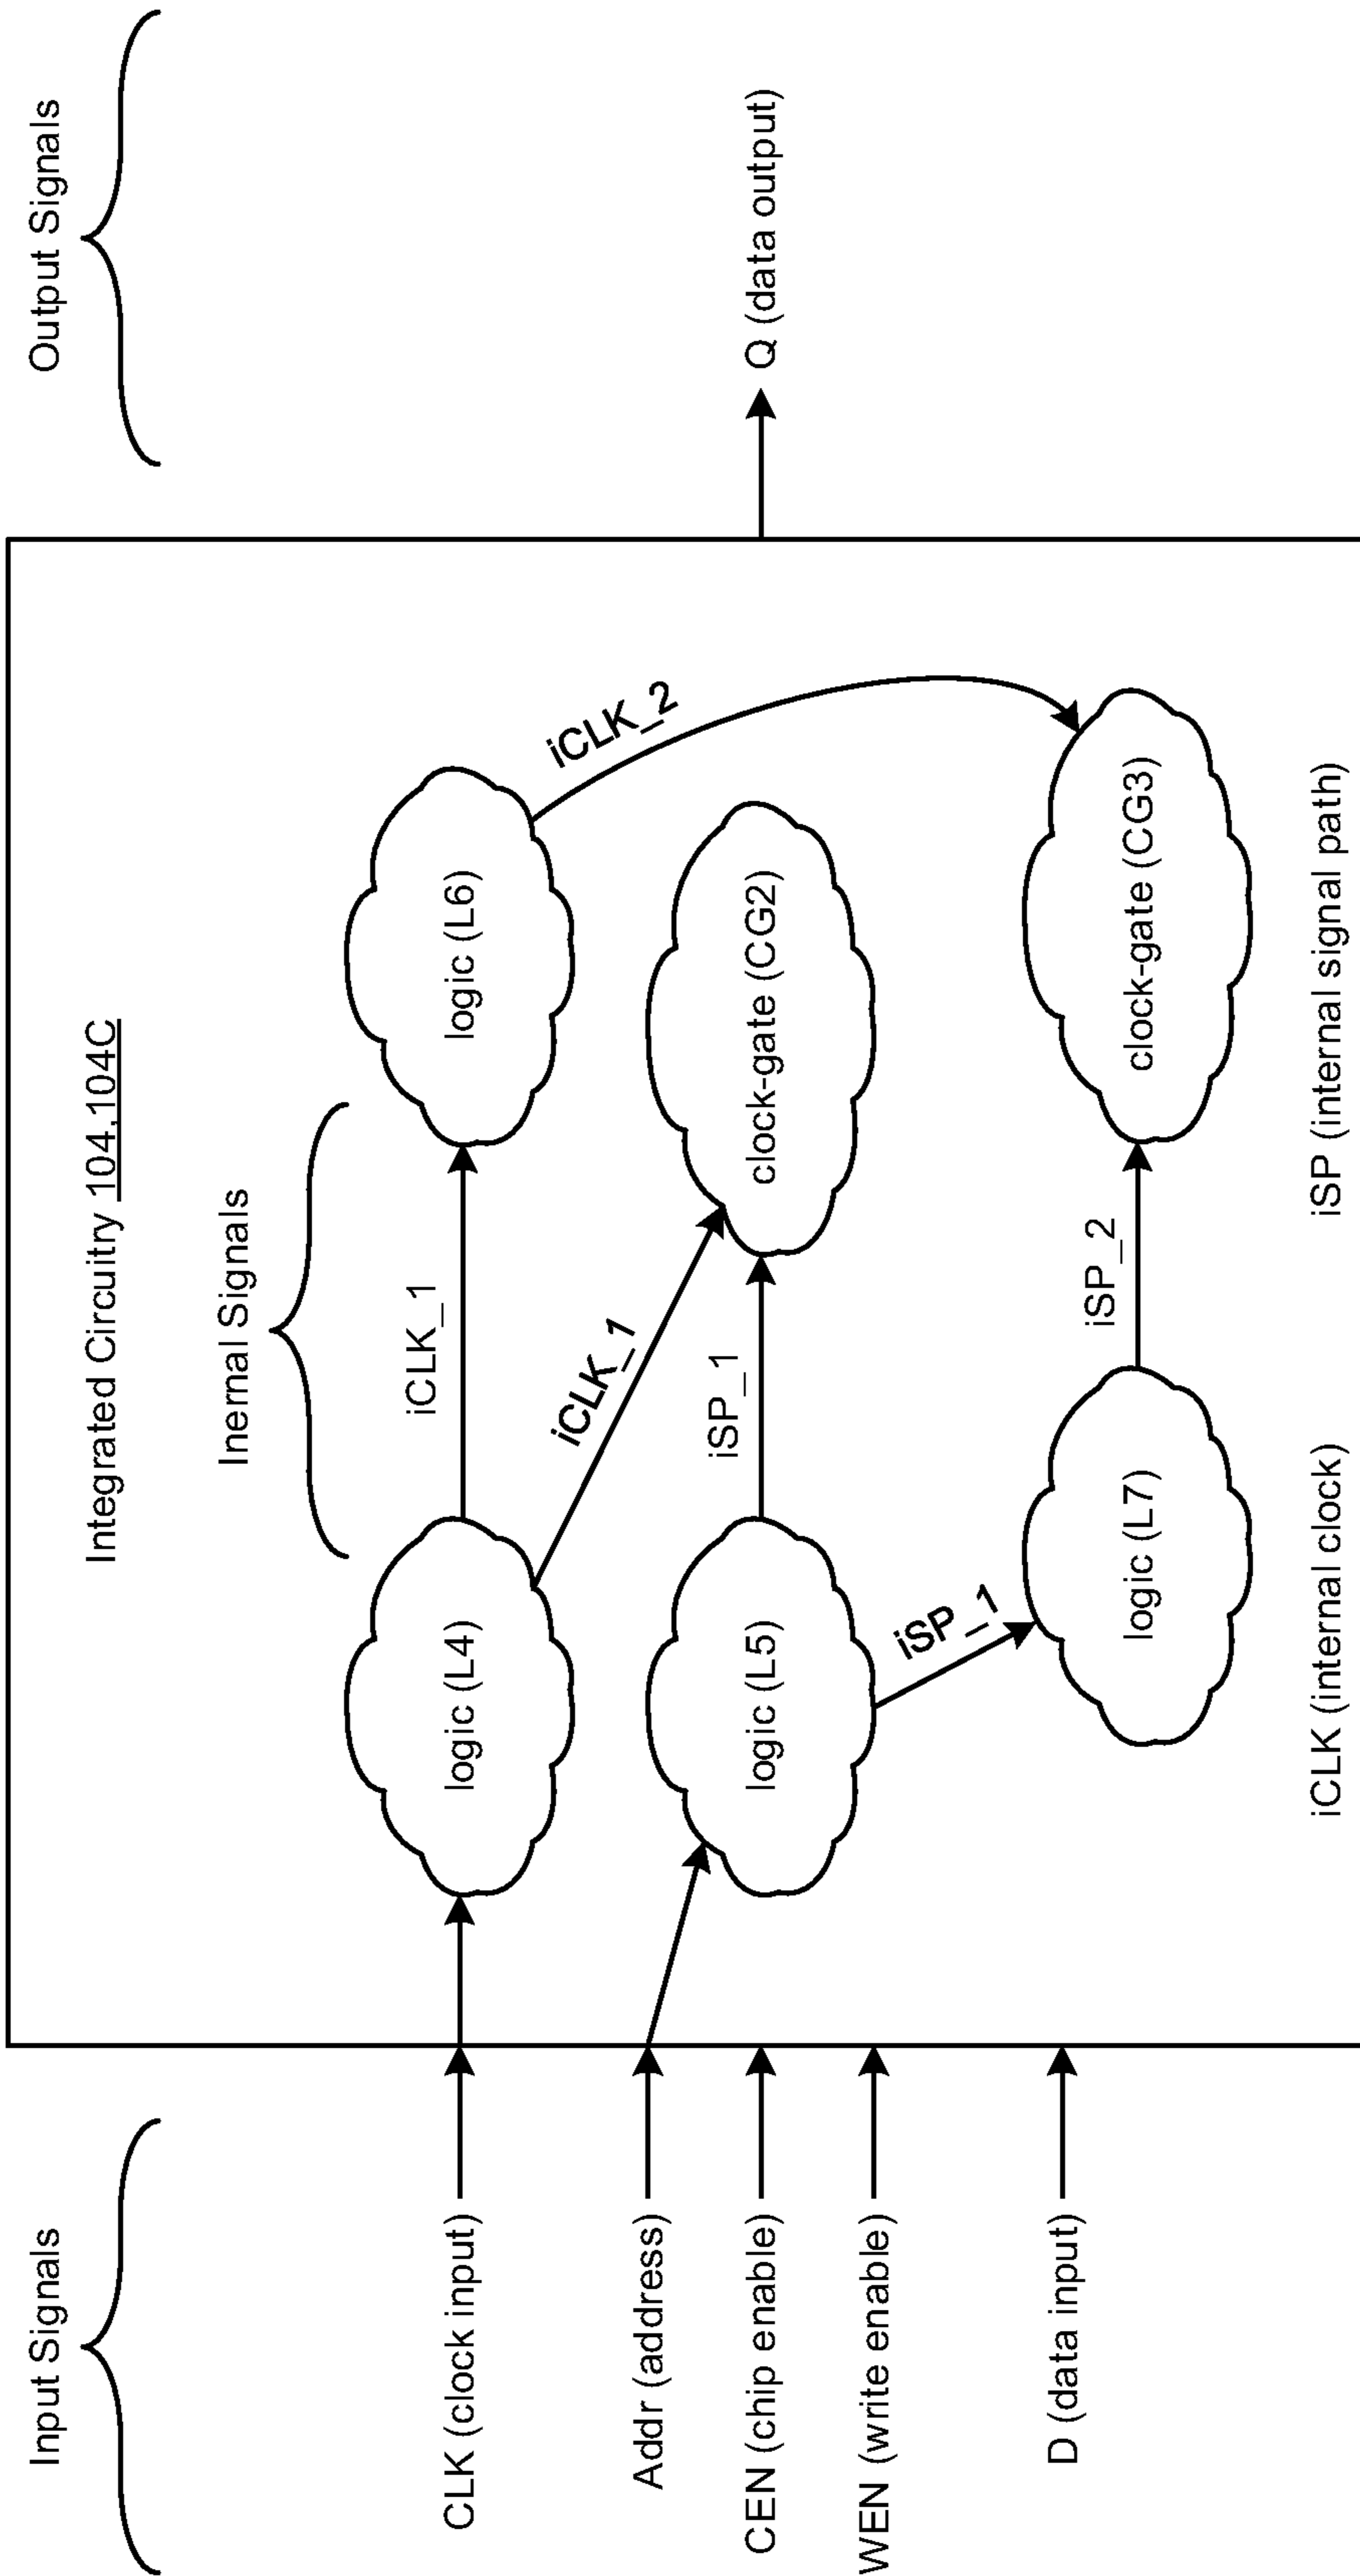 Input Signals
Output Signals
Integrated Circuitry 104,104C
Inernal Signals
CLK (clock input)
logic (L4)
iCLK_1
logic (L6)
iCLK_1
iCLK_2
Addr (address)
CEN (chip enable)
logic (L5)
iSP_1
clock-gate (CG2)
Q (data output)
WEN (write enable)
iSP_1
D (data input)
logic (L7)
iSP_2
clock-gate (CG3)
iCLK (internal clock)
iSP (internal signal path)